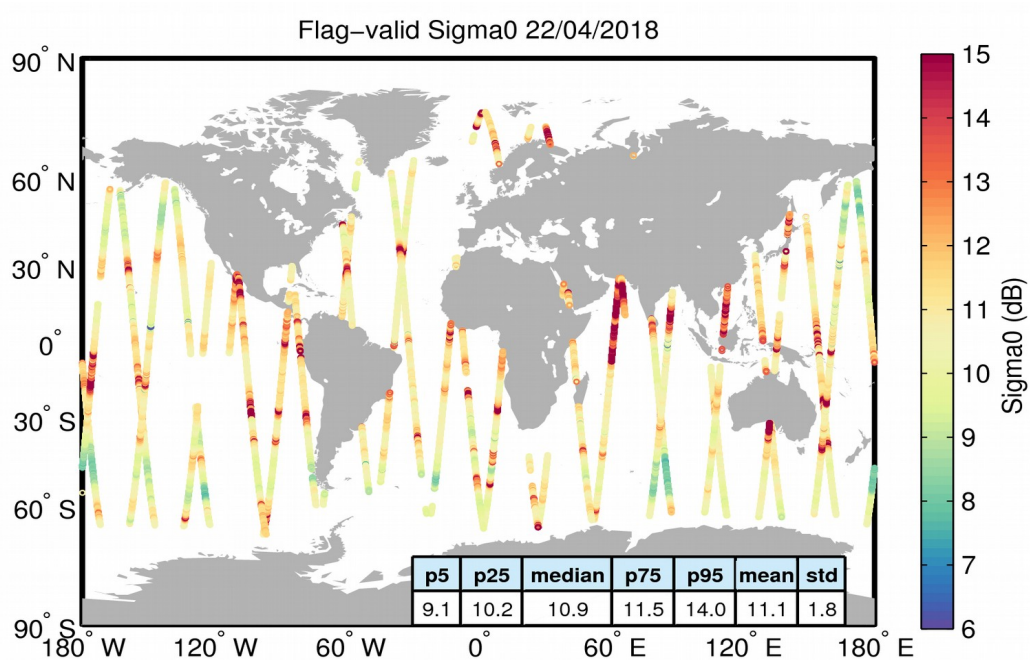 Flag−valid Sigma0 22/04/2018
90° N
60° N
30° N
0°
30° S
60° S
90° S
180° W
120° W
60° W
0°
60° E
120° E
180° E
15
14
13
12
11
10
9
8
7
6
Sigma0 (dB)
p5 p25 median p75 p95 mean std
9.1 10.2 10.9 11.5 14.0 11.1 1.8